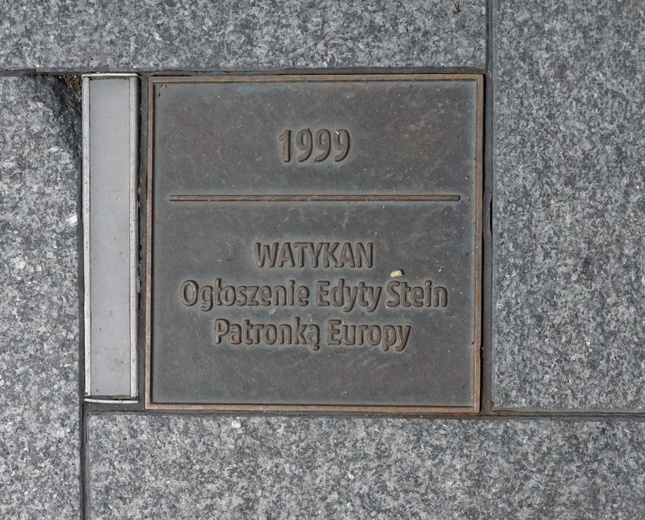 1999
WATYKAN
Ogłoszenie Edyty Stein
Patronką Europy